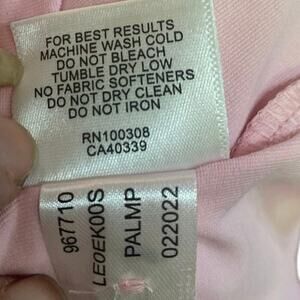 FOR BEST RESULTS
MACHINE WASH COLD
DO NOT BLEACH
TUMBLE DRY LOW
NO FABRIC SOFTENERS
DO NOT DRY CLEAN
DO NOT IRON
RN100308
CA40339
967710
LE0EK00S
PALMP
022022